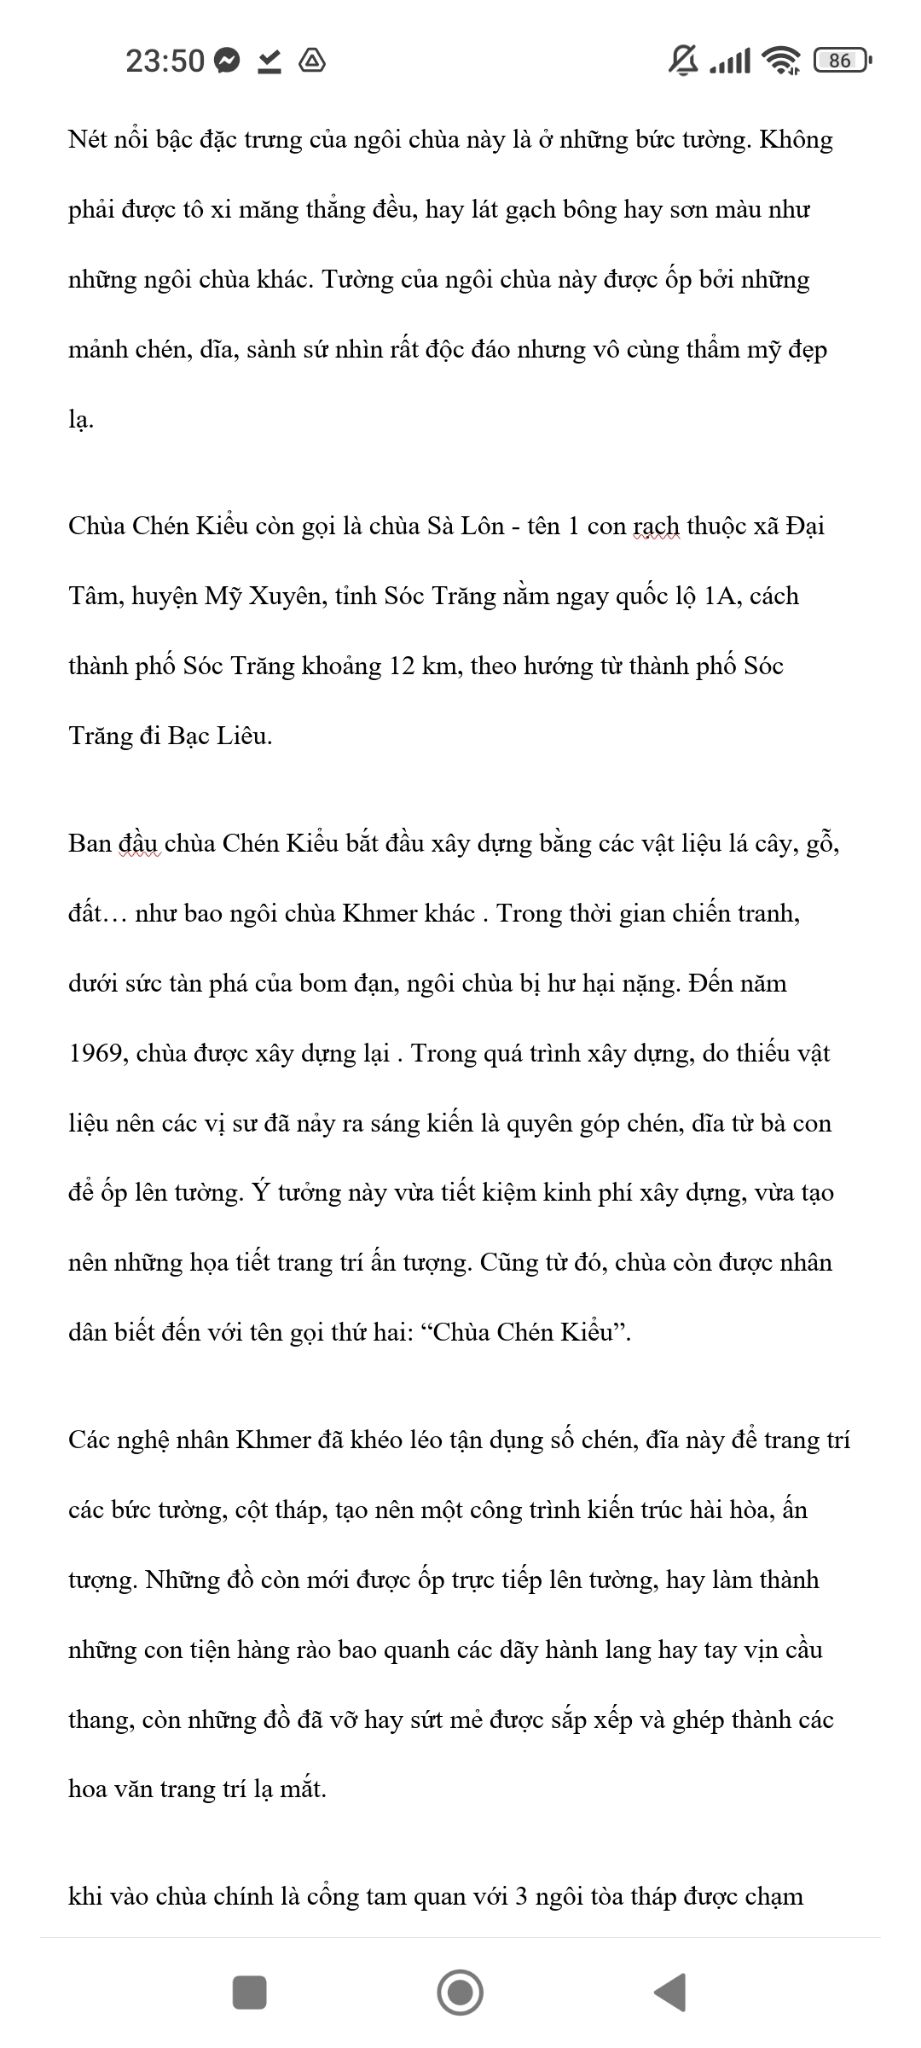 23:50
86
Nét nổi bậc đặc trưng của ngôi chùa này là ở những bức tường. Không
phải được tô xi măng thẳng đều, hay lát gạch bông hay sơn màu như
những ngôi chùa khác. Tường của ngôi chùa này được ốp bởi những
mảnh chén, dĩa, sành sứ nhìn rất độc đáo nhưng vô cùng thẩm mỹ đẹp
lạ.
Chùa Chén Kiểu còn gọi là chùa Sà Lôn - tên 1 con rạch thuộc xã Đại
Tâm, huyện Mỹ Xuyên, tỉnh Sóc Trăng nằm ngay quốc lộ 1A, cách
thành phố Sóc Trăng khoảng 12 km, theo hướng từ thành phố Sóc
Trăng đi Bạc Liêu.
Ban đầu chùa Chén Kiểu bắt đầu xây dựng bằng các vật liệu lá cây, gỗ,
đất… như bao ngôi chùa Khmer khác . Trong thời gian chiến tranh,
dưới sức tàn phá của bom đạn, ngôi chùa bị hư hại nặng. Đến năm
1969, chùa được xây dựng lại . Trong quá trình xây dựng, do thiếu vật
liệu nên các vị sư đã nảy ra sáng kiến là quyên góp chén, dĩa từ bà con
để ốp lên tường. Ý tưởng này vừa tiết kiệm kinh phí xây dựng, vừa tạo
nên những họa tiết trang trí ấn tượng. Cũng từ đó, chùa còn được nhân
dân biết đến với tên gọi thứ hai: “Chùa Chén Kiểu”.
Các nghệ nhân Khmer đã khéo léo tận dụng số chén, đĩa này để trang trí
các bức tường, cột tháp, tạo nên một công trình kiến trúc hài hòa, ấn
tượng. Những đồ còn mới được ốp trực tiếp lên tường, hay làm thành
những con tiện hàng rào bao quanh các dãy hành lang hay tay vịn cầu
thang, còn những đồ đã vỡ hay sứt mẻ được sắp xếp và ghép thành các
hoa văn trang trí lạ mắt.
khi vào chùa chính là cổng tam quan với 3 ngôi tòa tháp được chạm